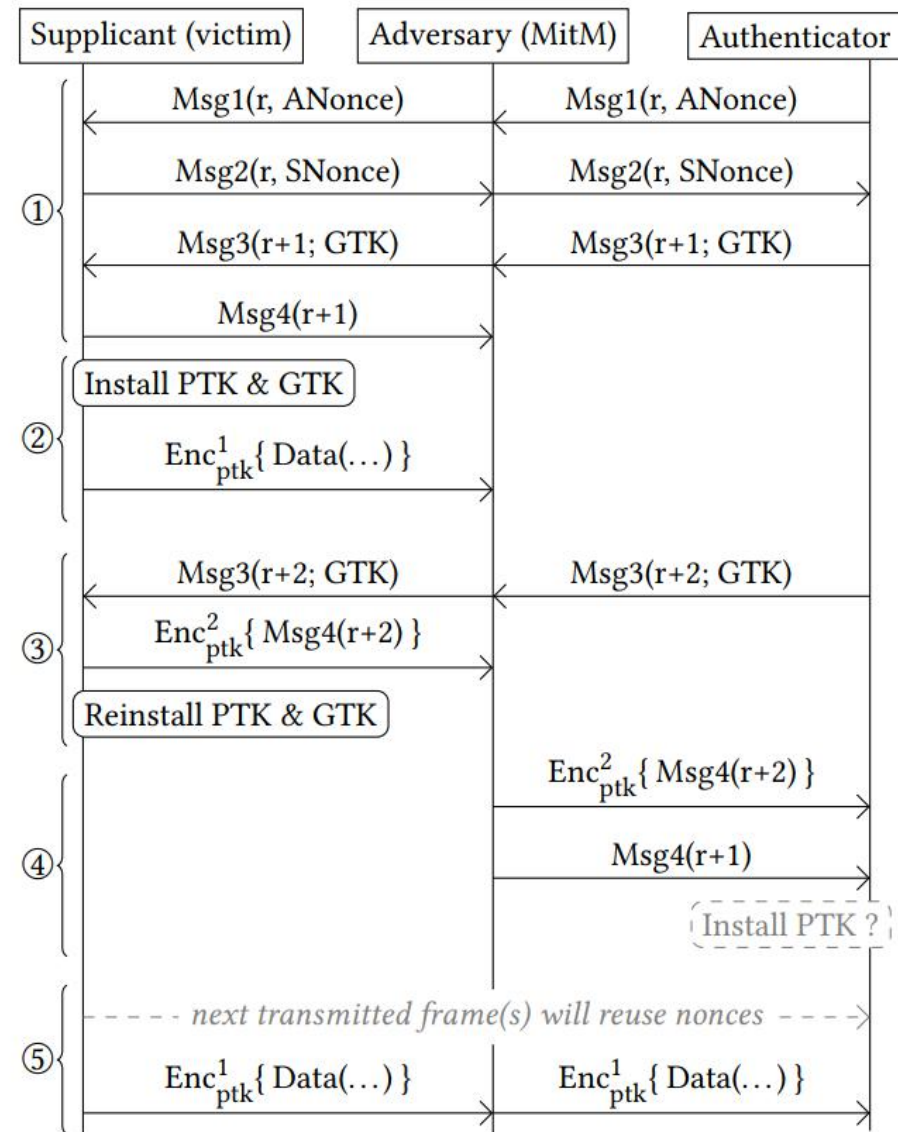 Supplicant (victim) Adversary (MitM) Authenticator
Msg1(r, ANonce) Msg1(r, ANonce)
Msg2(r, SNonce) Msg2(r, SNonce)
①
Msg3(r+1; GTK) Msg3(r+1; GTK)
Msg4(r+1)
Install PTK & GTK
②
Enc¹ptk{ Data(…) }
Msg3(r+2; GTK) Msg3(r+2; GTK)
③
Enc²ptk{ Msg4(r+2) }
Reinstall PTK & GTK
Enc²ptk{ Msg4(r+2) }
④
Msg4(r+1)
Install PTK ?
next transmitted frame(s) will reuse nonces
⑤
Enc¹ptk{ Data(…) } Enc¹ptk{ Data(…) }